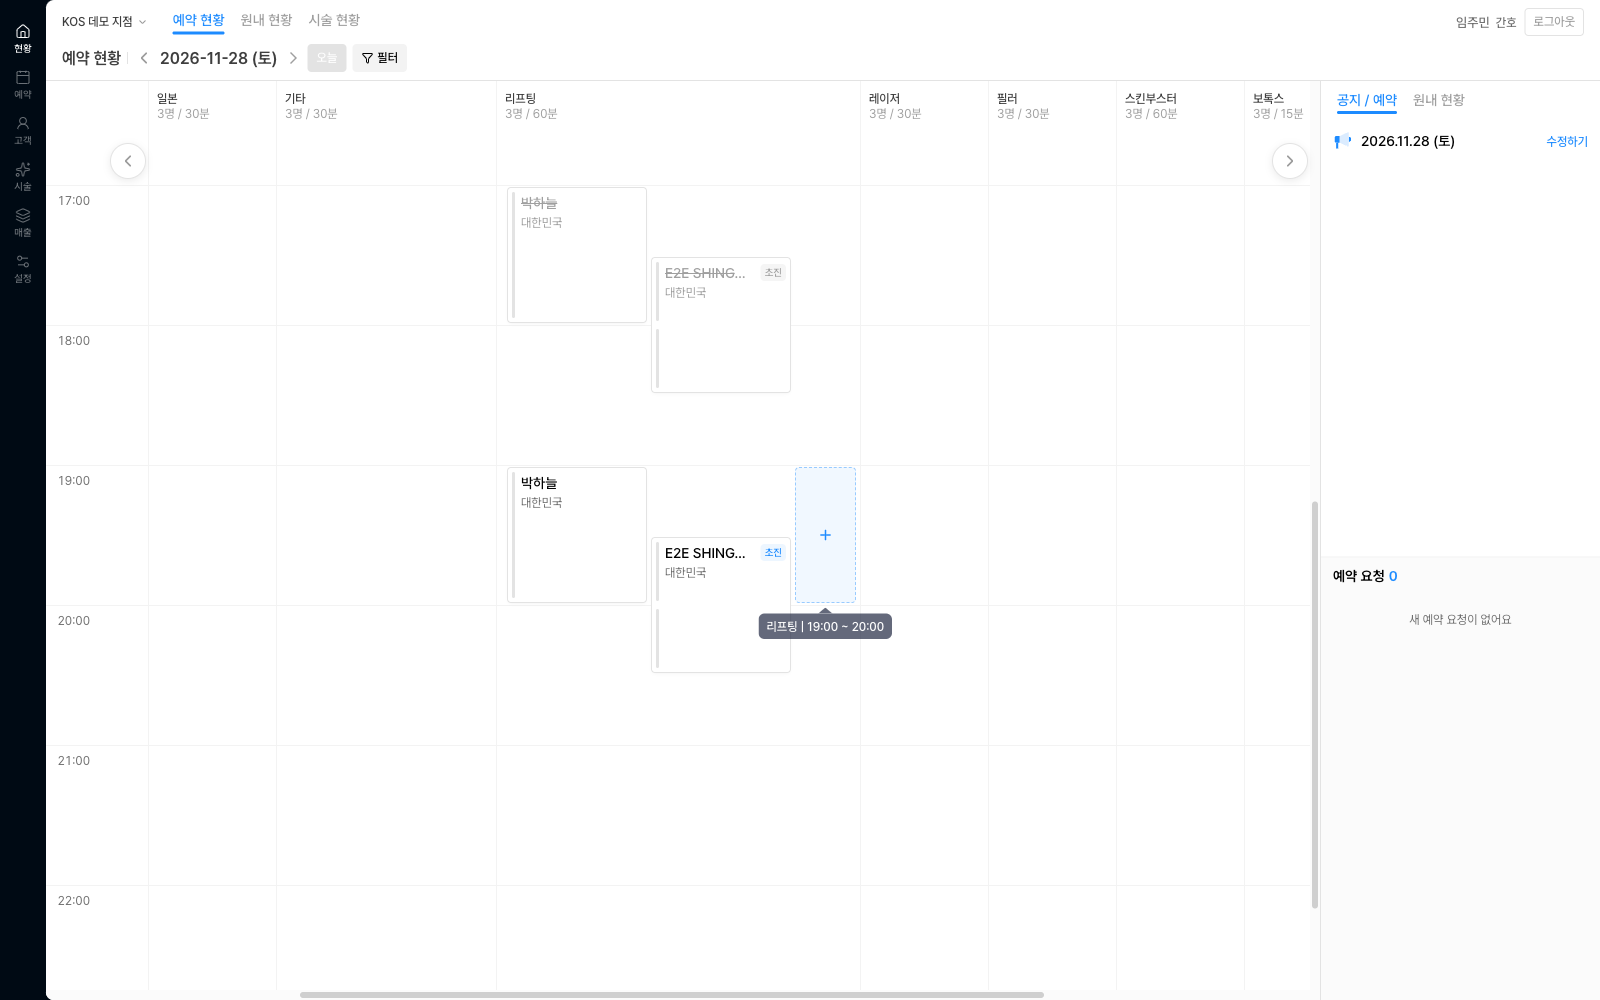 KOS 데모 지점
예약 현황
원내 현황
시술 현황
임주민 간호
로그아웃
현황
예약
고객
시술
매출
설정
예약 현황
2026-11-28 (토)
오늘
필터
일본
3명 / 30분
기타
3명 / 30분
리프팅
3명 / 60분
레이저
3명 / 30분
필러
3명 / 30분
스킨부스터
3명 / 60분
보톡스
3명 / 15분
17:00
박하늘
대한민국
E2E SHING...
초진
대한민국
18:00
19:00
박하늘
대한민국
E2E SHING...
초진
대한민국
+
20:00
리프팅 | 19:00 ~ 20:00
21:00
22:00
공지 / 예약
원내 현황
2026.11.28 (토)
수정하기
예약 요청 0
새 예약 요청이 없어요